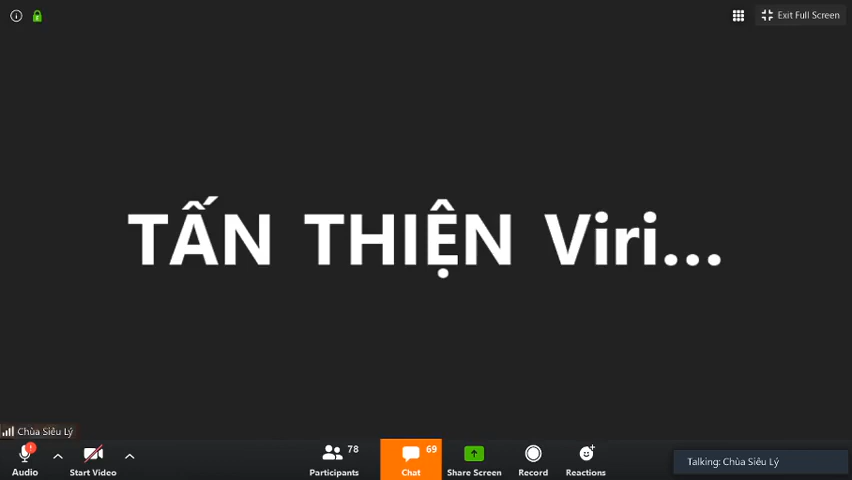 Exit Full Screen
TẤN THIỆN Viri...
Chùa Siêu Lý
Audio
Start Video
78
Participants
69
Chat
Share Screen
Record
Reactions
Talking: Chùa Siêu Lý